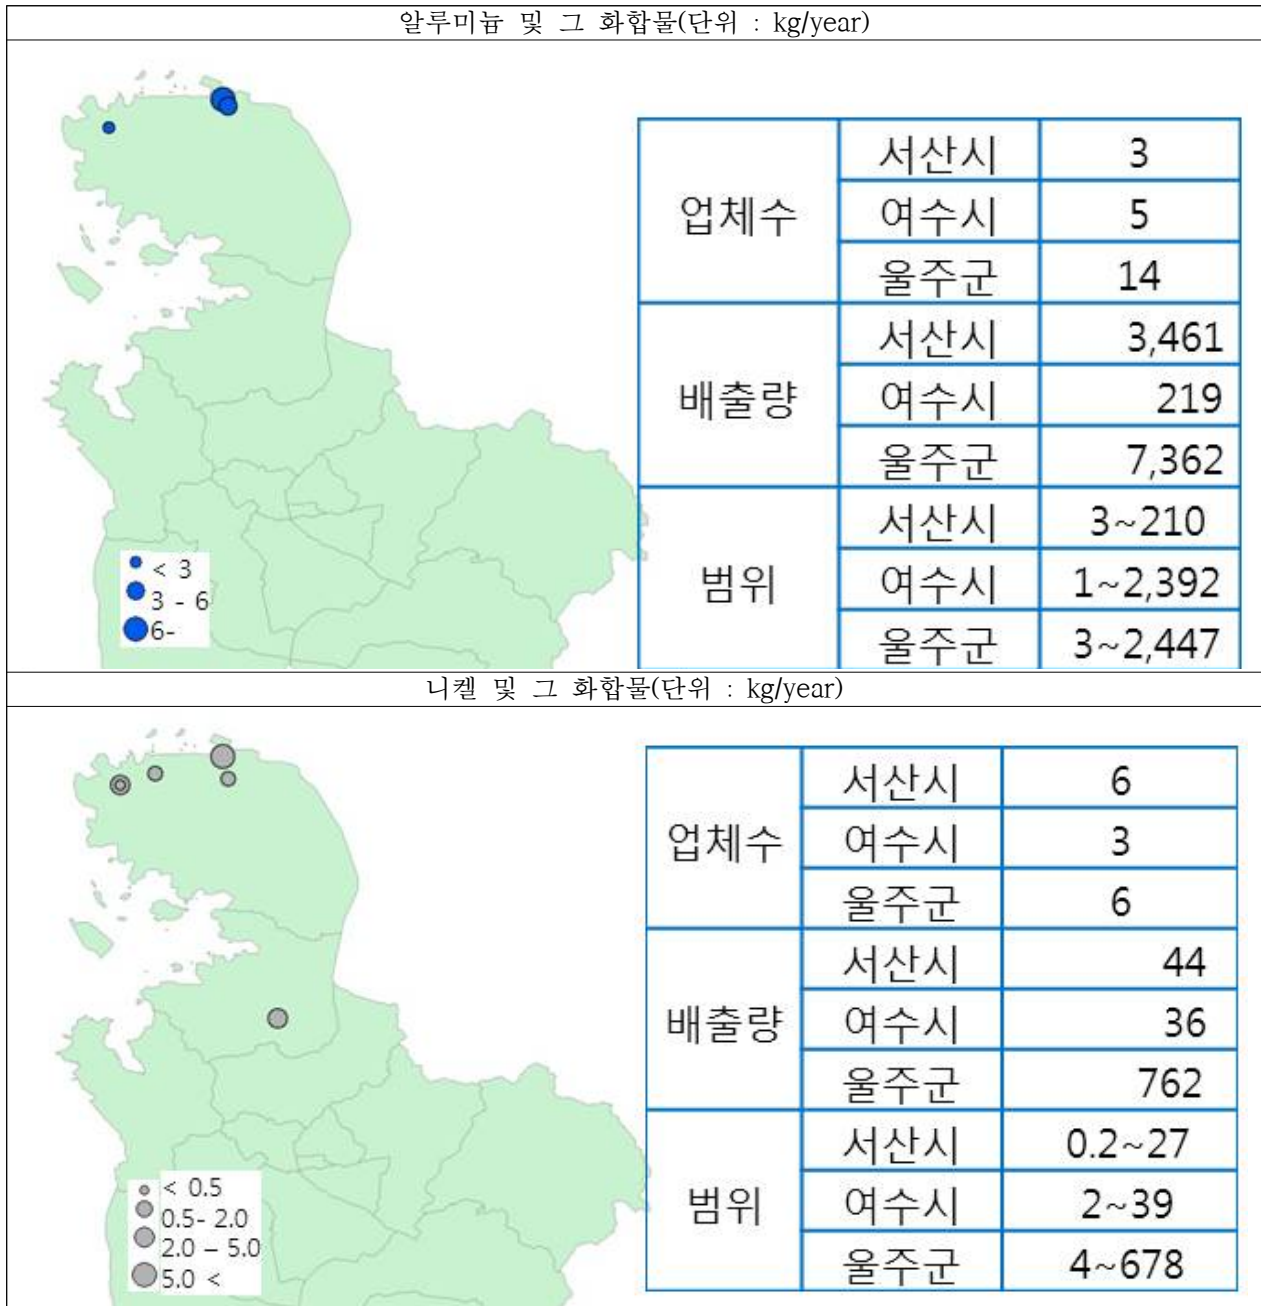 알루미늄 및 그 화합물(단위 : kg/year)
업체수 서산시 3
여수시 5
울주군 14
배출량 서산시 3,461
여수시 219
울주군 7,362
범위 서산시 3~210
여수시 1~2,392
울주군 3~2,447
< 3
3 - 6
6-
니켈 및 그 화합물(단위 : kg/year)
업체수 서산시 6
여수시 3
울주군 6
배출량 서산시 44
여수시 36
울주군 762
범위 서산시 0.2~27
여수시 2~39
울주군 4~678
< 0.5
0.5- 2.0
2.0 – 5.0
5.0 <